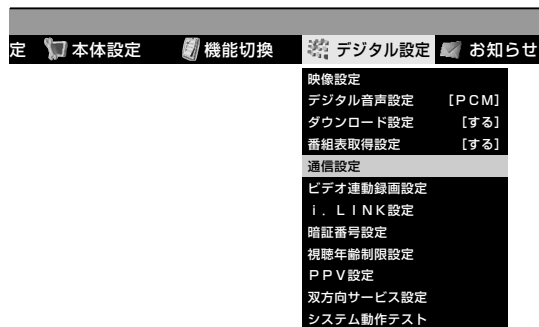 定 本体設定 機能切換 デジタル設定 お知らせ
映像設定
デジタル音声設定 [PCM]
ダウンロード設定 [する]
番組表取得設定 [する]
通信設定
ビデオ連動録画設定
i．LINK設定
暗証番号設定
視聴年齢制限設定
PPV設定
双方向サービス設定
システム動作テスト